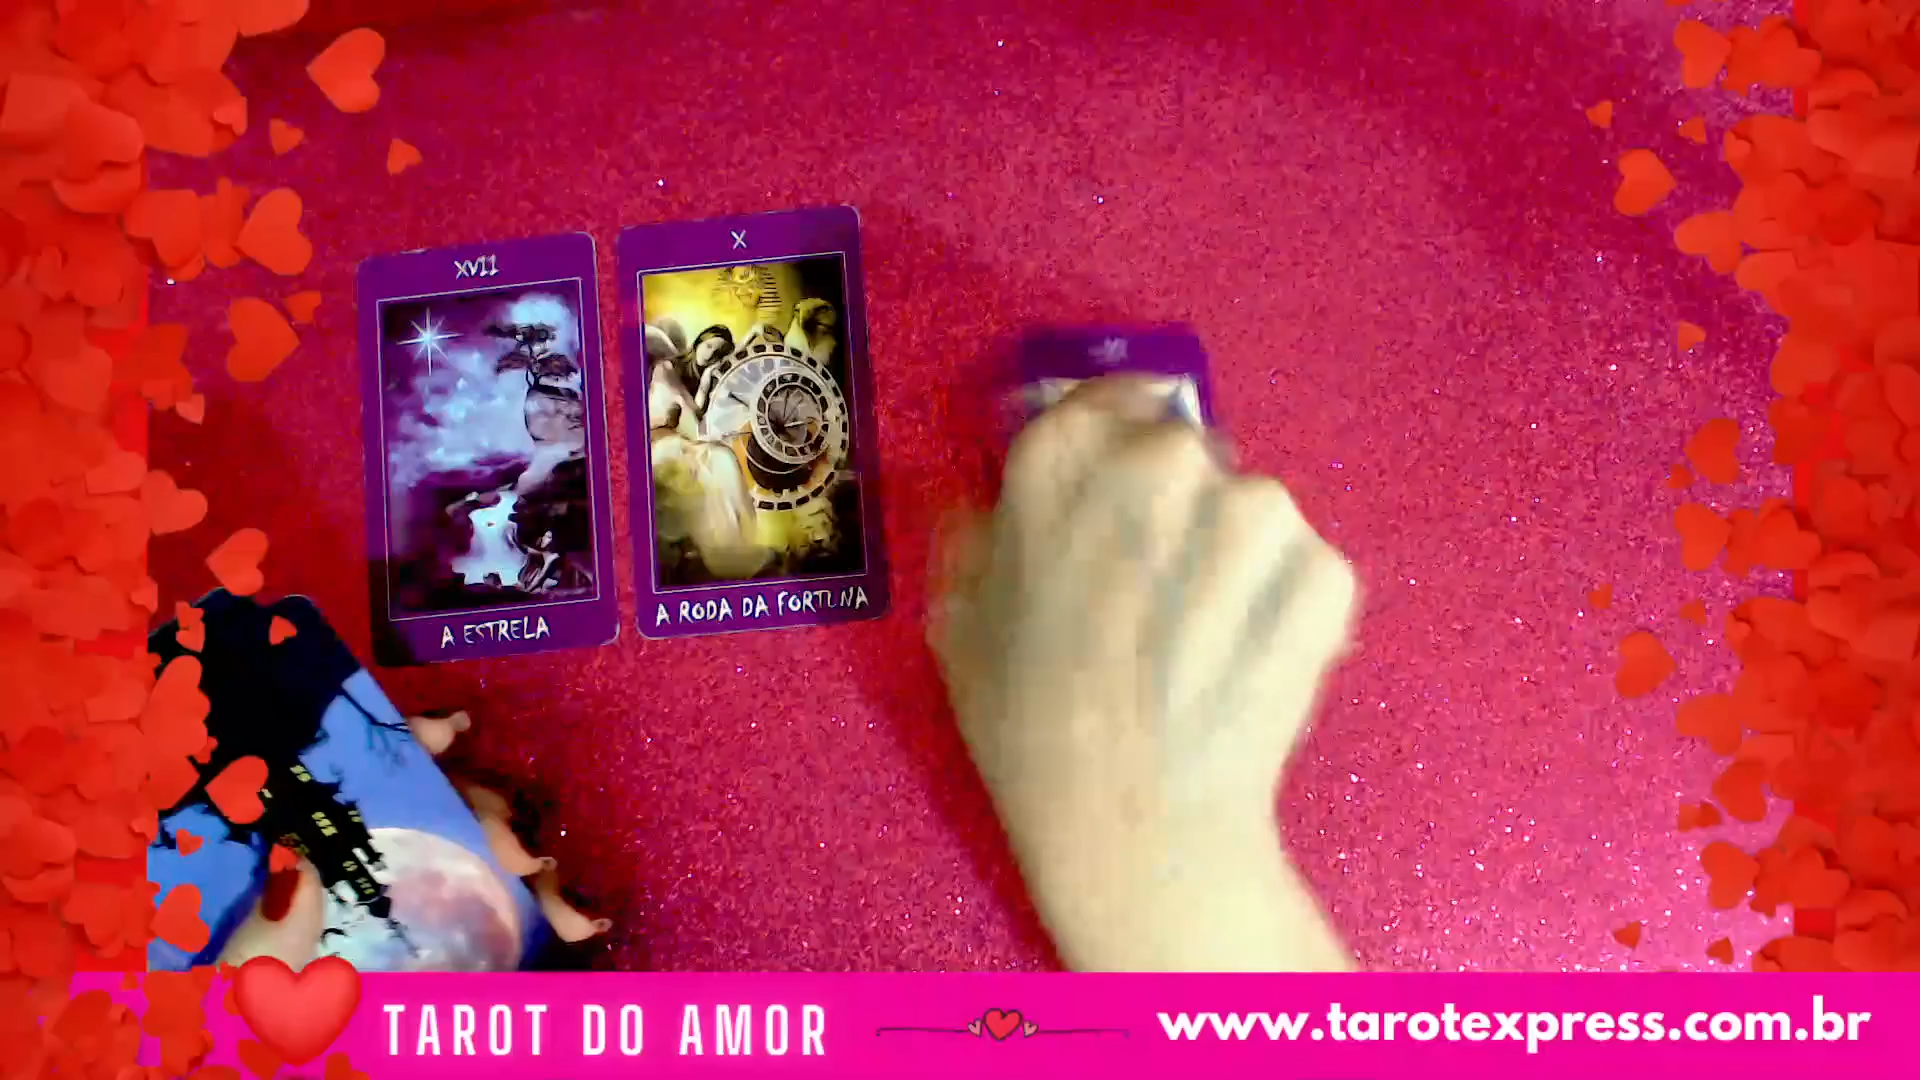 XVII
A ESTRELA
X
A RODA DA FORTUNA
TAROT DO AMOR
www.tarotexpress.com.br